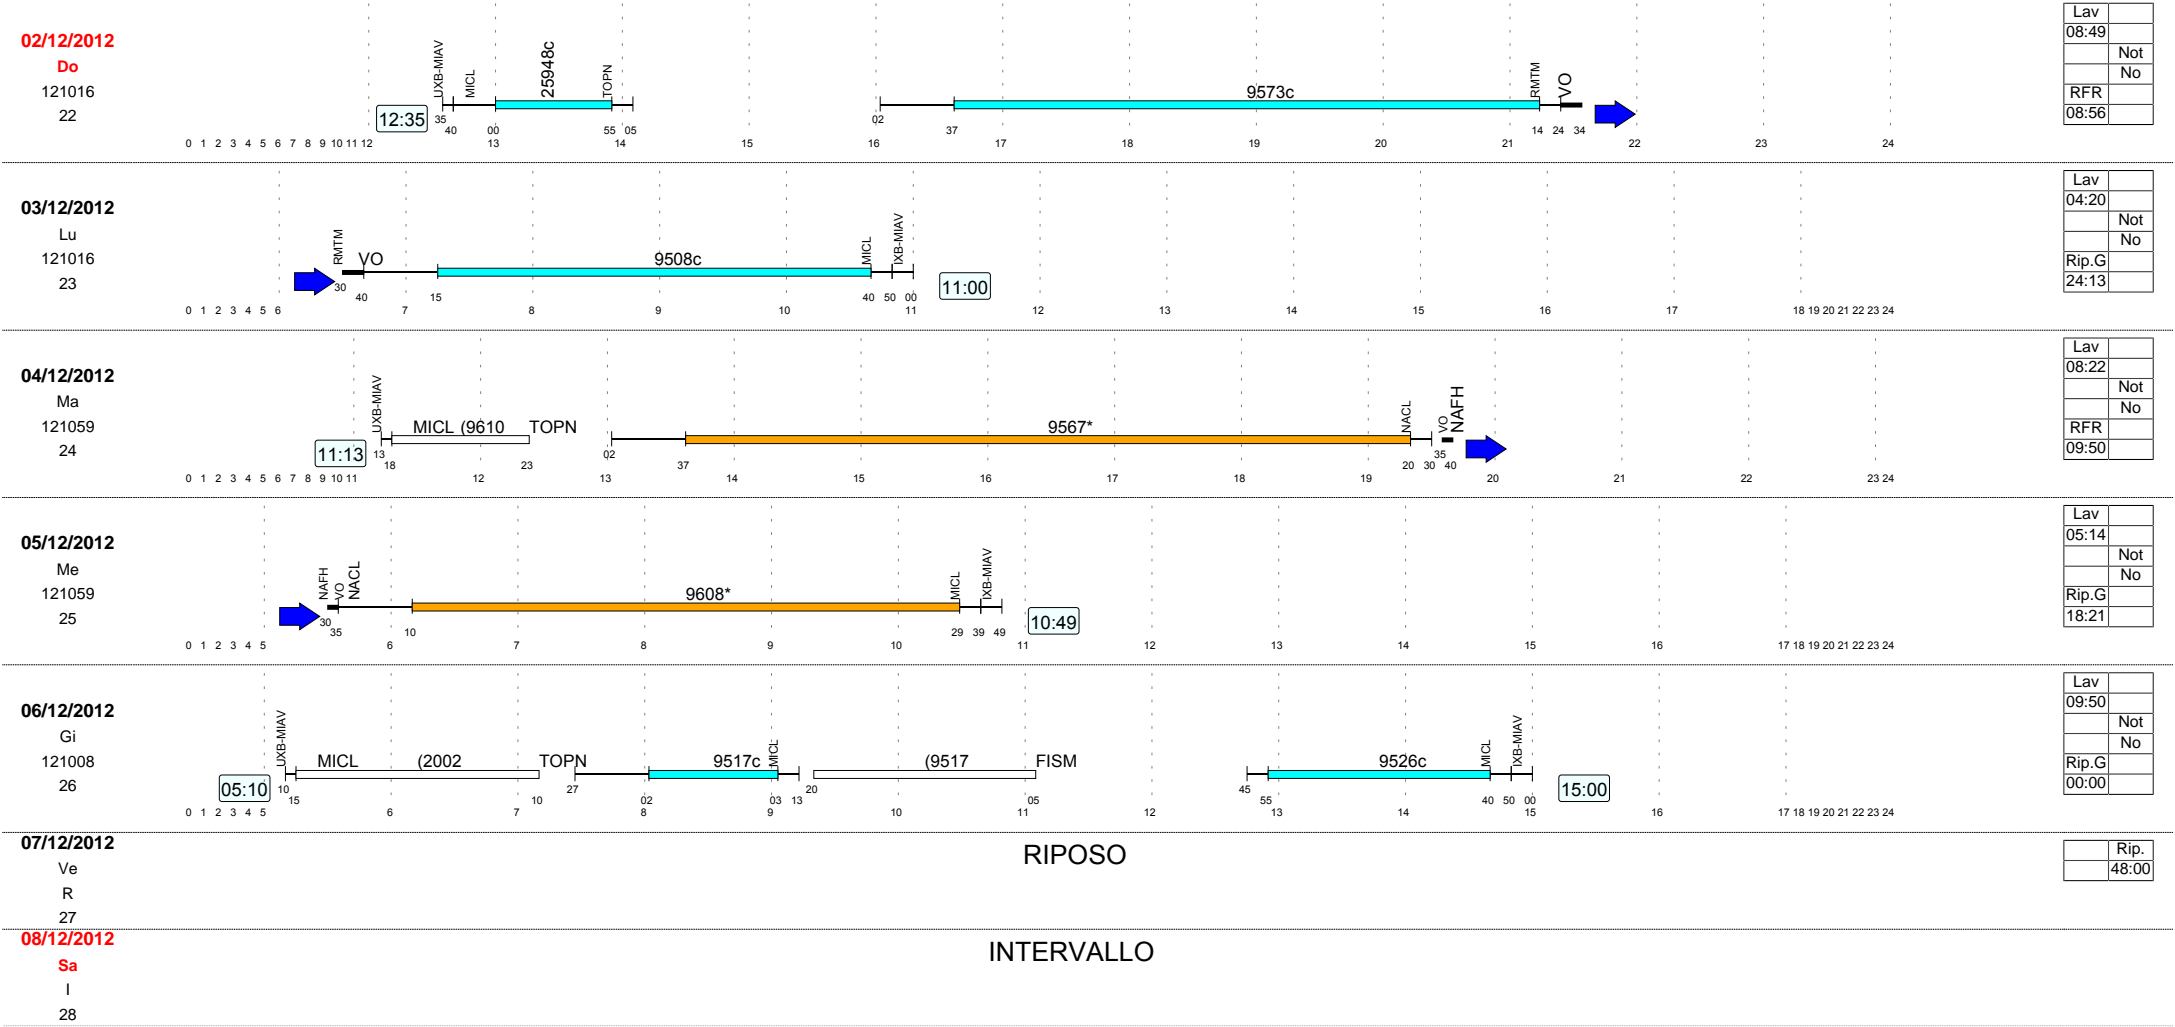 02/12/2012
Do
121016
22
12:35
UXB-MIAV
MICL
25948c
TOPN
9573c
RMTM
VO
35 40 00 55 05 02 37 14 24 34
0 1 2 3 4 5 6 7 8 9 10 11 12 13 14 15 16 17 18 19 20 21 22 23 24
Lav
08:49
Not
No
RFR
08:56
03/12/2012
Lu
121016
23
RMTM
VO
9508c
MICL
IXB-MIAV
11:00
30 40 15 40 50 00
0 1 2 3 4 5 6 7 8 9 10 11 12 13 14 15 16 17 18 19 20 21 22 23 24
Lav
04:20
Not
No
Rip.G
24:13
04/12/2012
Ma
121059
24
11:13
UXB-MIAV
MICL (9610 TOPN
9567*
NACL
VO
NAFH
13 18 23 02 37 20 30 35 40
0 1 2 3 4 5 6 7 8 9 10 11 12 13 14 15 16 17 18 19 20 21 22 23 24
Lav
08:22
Not
No
RFR
09:50
05/12/2012
Me
121059
25
NAFH
VO
NACL
9608*
MICL
IXB-MIAV
10:49
30 35 10 29 39 49
0 1 2 3 4 5 6 7 8 9 10 11 12 13 14 15 16 17 18 19 20 21 22 23 24
Lav
05:14
Not
No
Rip.G
18:21
06/12/2012
Gi
121008
26
05:10
UXB-MIAV
MICL (2002 TOPN
9517c
MICL
(9517 FISM
9526c
MICL
IXB-MIAV
15:00
10 15 10 27 02 03 13 20 05 45 55 40 50 00
0 1 2 3 4 5 6 7 8 9 10 11 12 13 14 15 16 17 18 19 20 21 22 23 24
Lav
09:50
Not
No
Rip.G
00:00
07/12/2012
Ve
R
27
RIPOSO
Rip.
48:00
08/12/2012
Sa
I
28
INTERVALLO